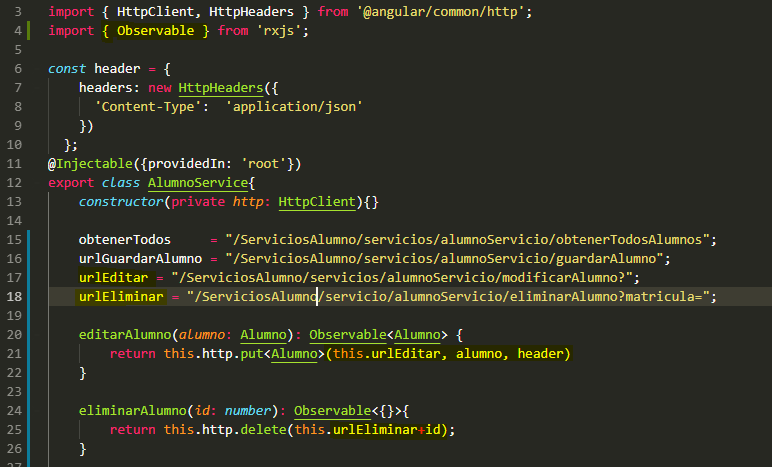 3 import { HttpClient, HttpHeaders } from '@angular/common/http';
4 import { Observable } from 'rxjs';
5
6 const header = {
7 headers: new HttpHeaders({
8 'Content-Type':  'application/json'
9 })
10 };
11 @Injectable({providedIn: 'root'})
12 export class AlumnoService{
13 constructor(private http: HttpClient){}
14
15 obtenerTodos     = "/ServiciosAlumno/servicios/alumnoServicio/obtenerTodosAlumnos";
16 urlGuardarAlumno = "/ServiciosAlumno/servicios/alumnoServicio/guardarAlumno";
17 urlEditar = "/ServiciosAlumno/servicios/alumnoServicio/modificarAlumno?";
18 urlEliminar = "/ServiciosAlumno/servicio/alumnoServicio/eliminarAlumno?matricula=";
19
20 editarAlumno(alumno: Alumno): Observable<Alumno> {
21 return this.http.put<Alumno>(this.urlEditar, alumno, header)
22 }
23
24 eliminarAlumno(id: number): Observable<{}>{
25 return this.http.delete(this.urlEliminar+id);
26 }
27